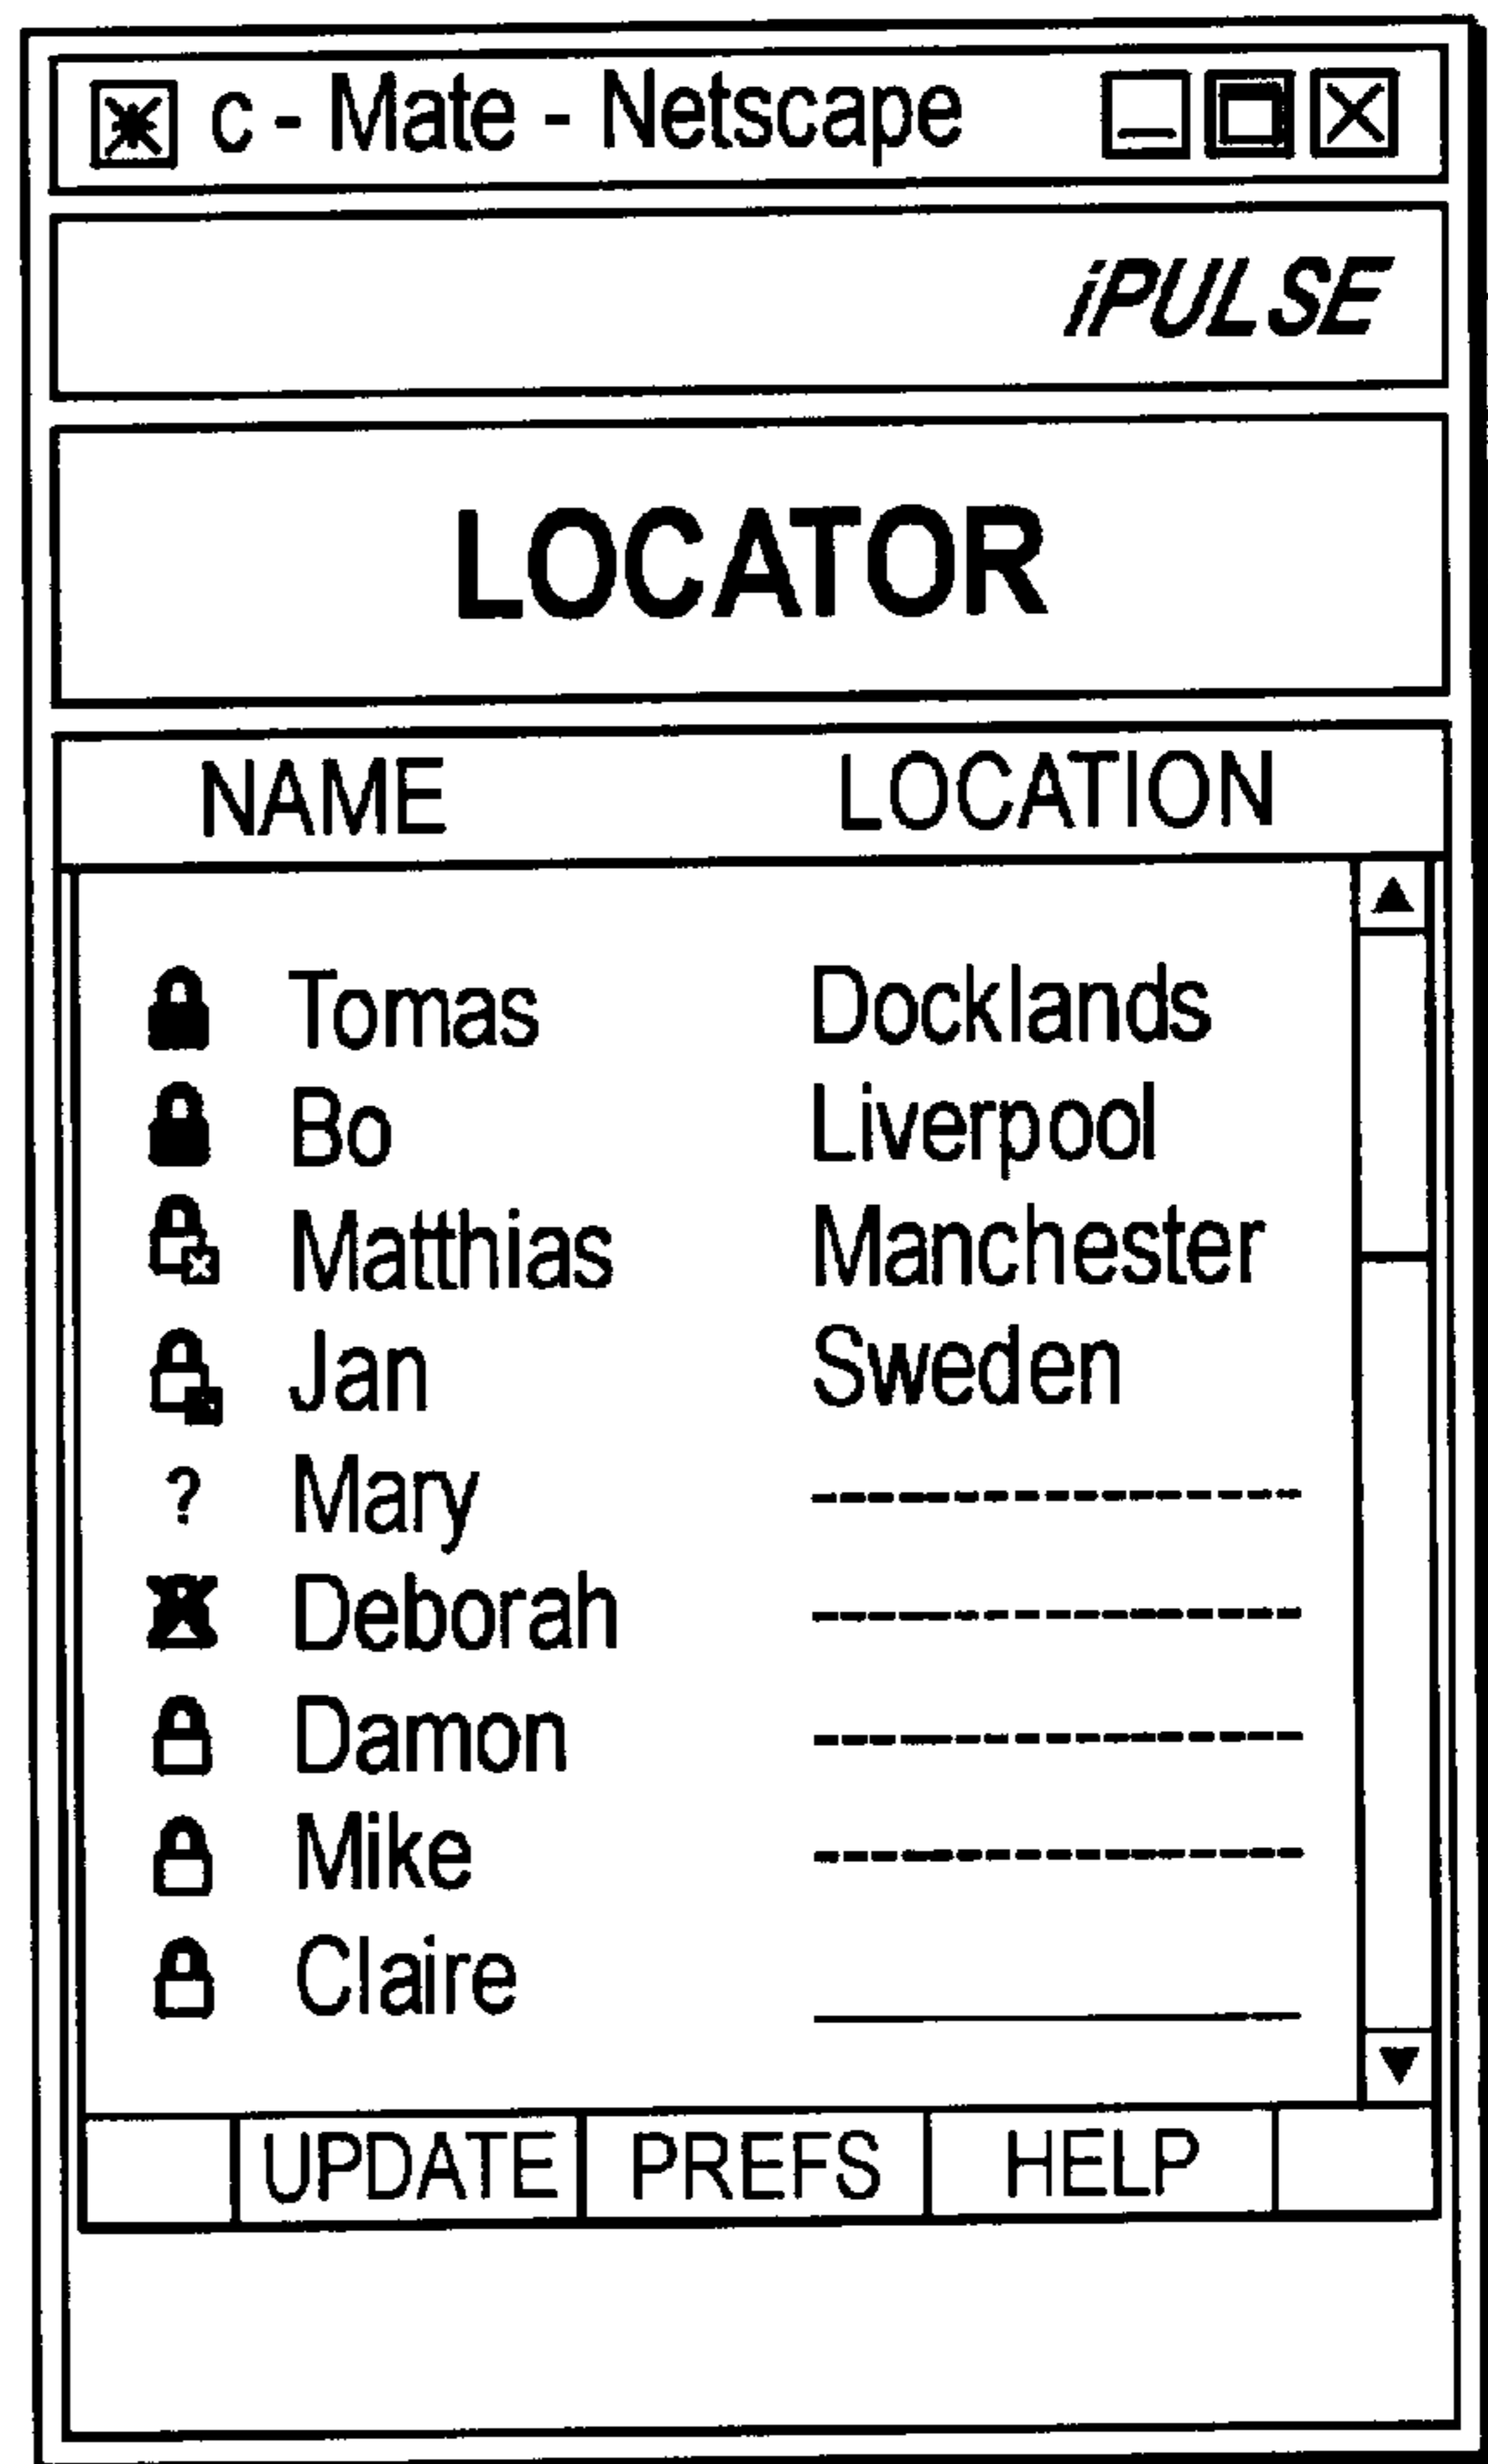 c - Mate - Netscape
iPULSE
LOCATOR
NAME LOCATION
Tomas Docklands
Bo Liverpool
Matthias Manchester
Jan Sweden
? Mary ----------------
Deborah ----------------
Damon ----------------
Mike ----------------
Claire ________________
UPDATE PREFS HELP